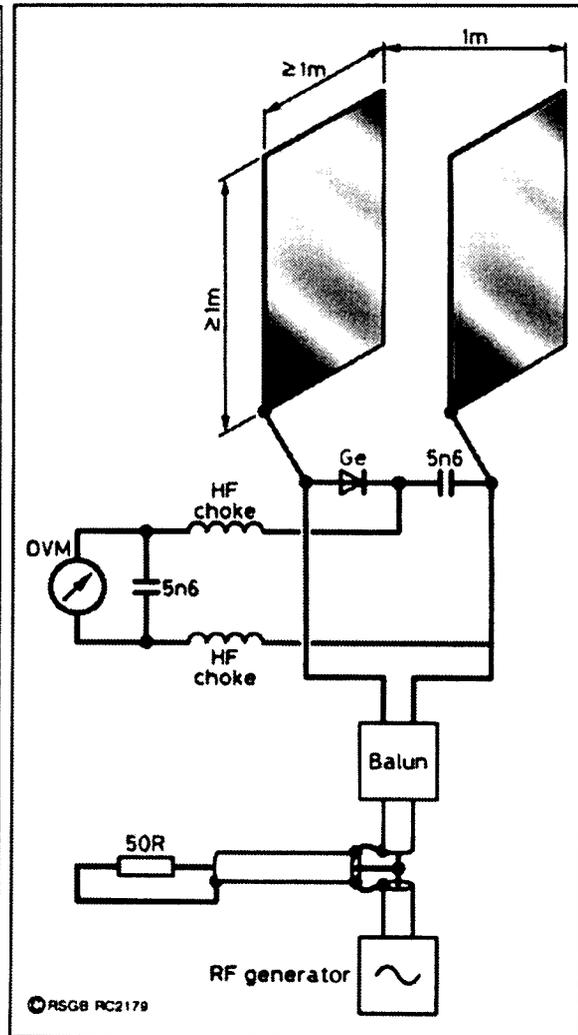 ≥1m
1m
≥1m
Ge
5n6
HF
choke
DVM
5n6
HF
choke
Balun
50R
RF generator
©RSGB RC2179